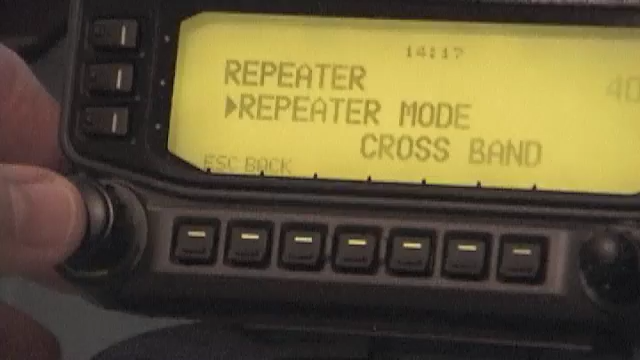 14:17
REPEATER
40
▶REPEATER MODE
CROSS BAND
ESC BACK